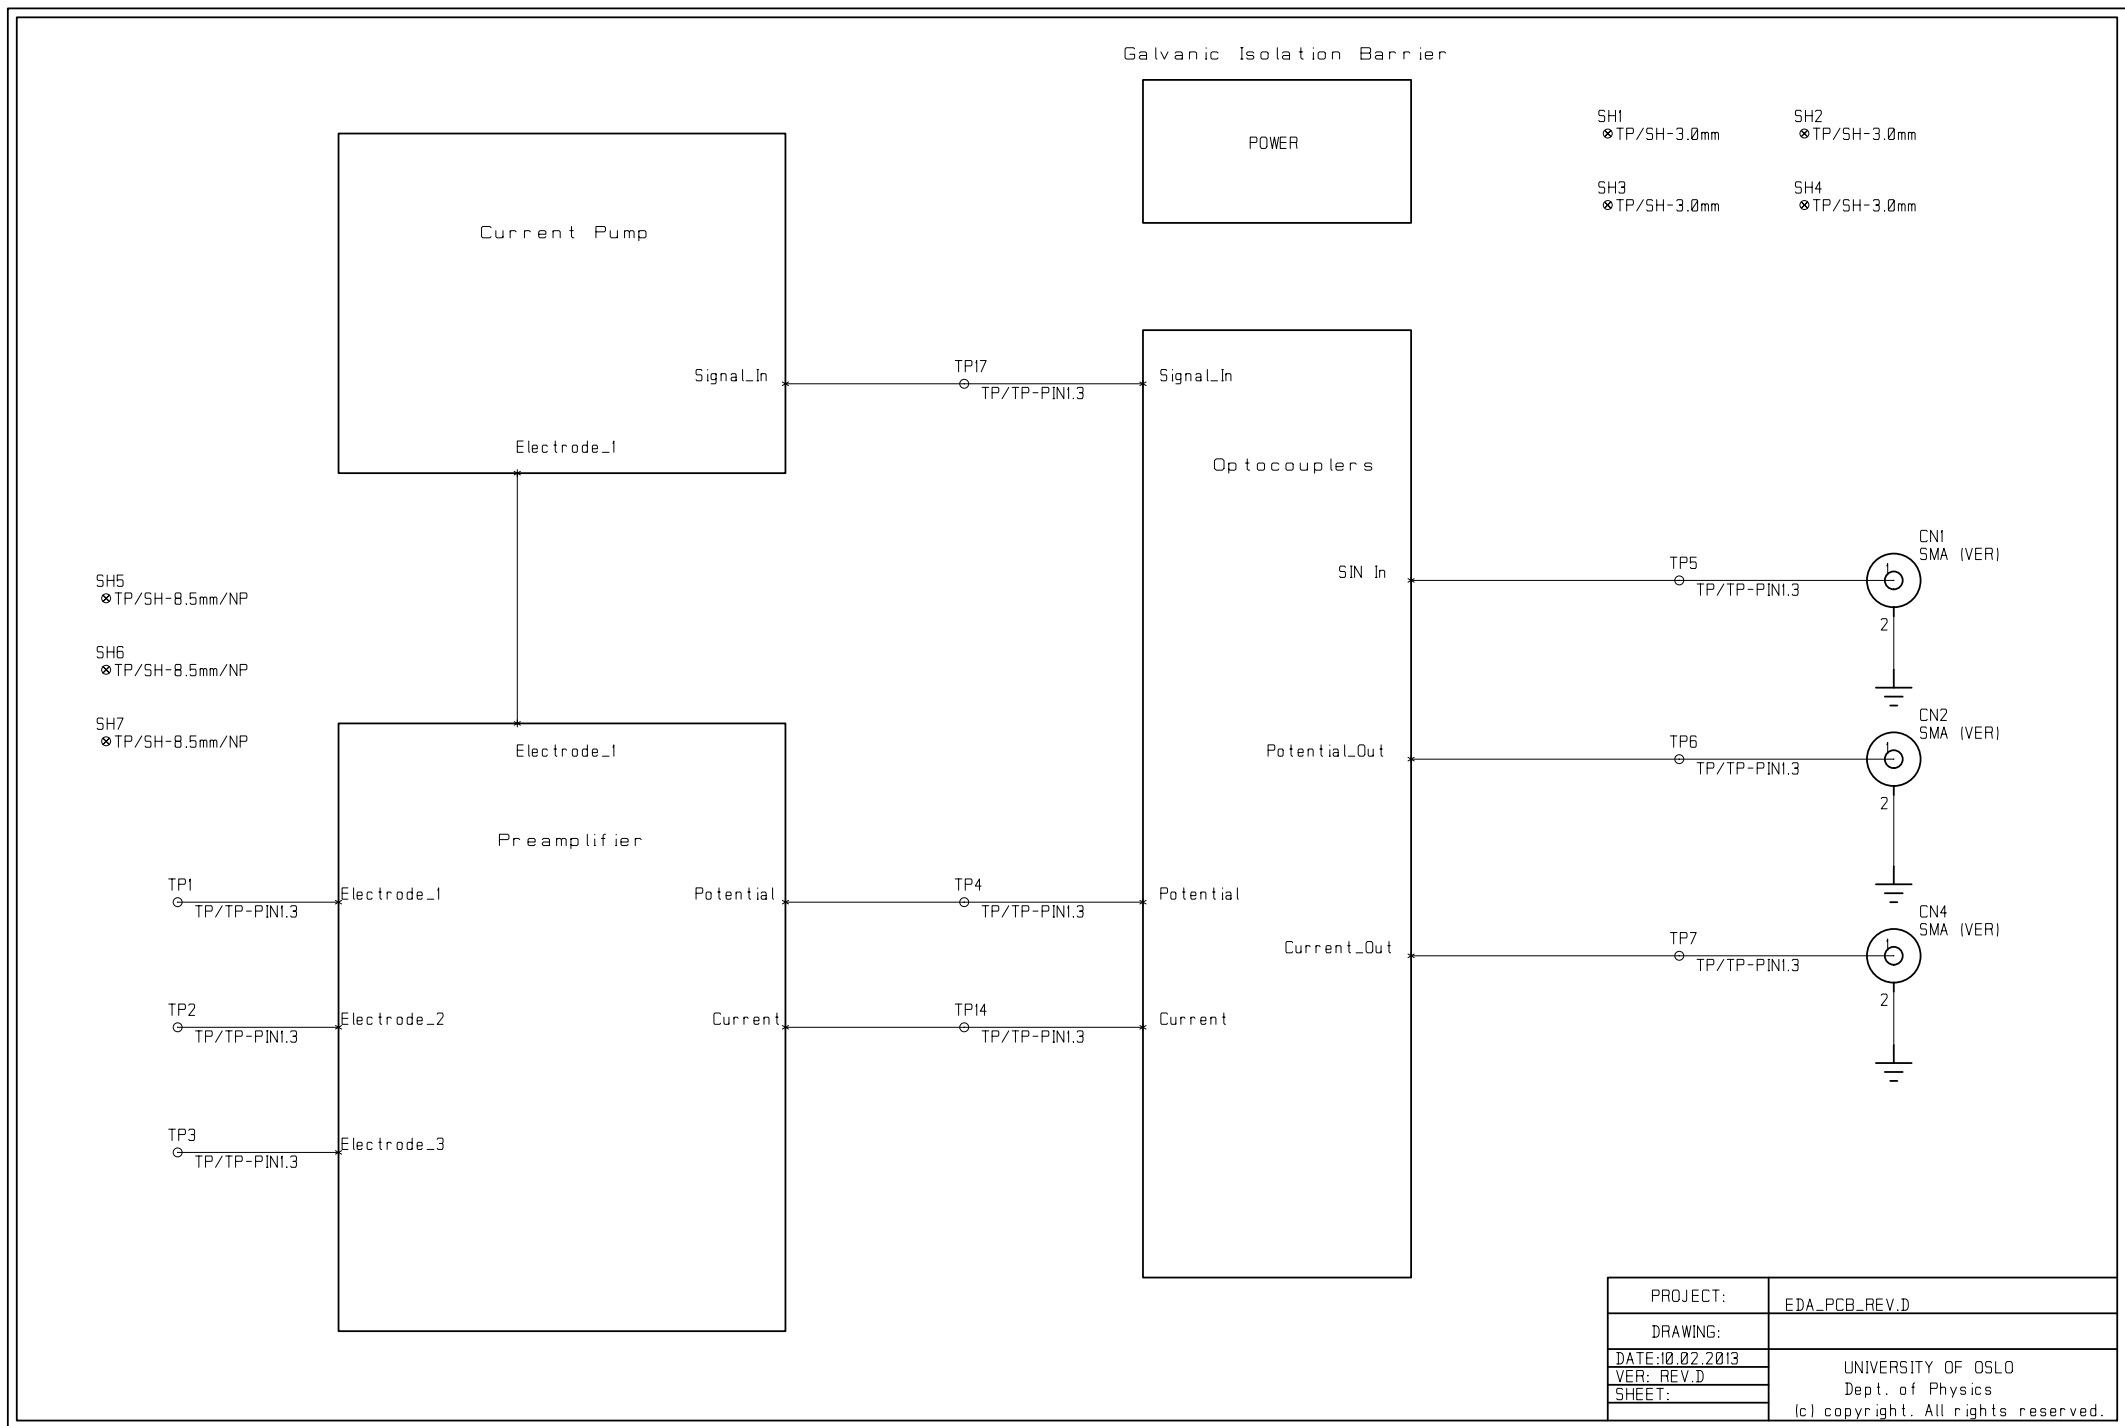 Galvanic Isolation Barrier
POWER
SH1
TP/SH-3.0mm
SH2
TP/SH-3.0mm
SH3
TP/SH-3.0mm
SH4
TP/SH-3.0mm
Current Pump
Signal_In
Electrode_1
TP17
TP/TP-PIN1.3
Signal_In
Optocouplers
SIN In
TP5
TP/TP-PIN1.3
CN1
SMA (VER)
1
2
SH5
TP/SH-8.5mm/NP
SH6
TP/SH-8.5mm/NP
SH7
TP/SH-8.5mm/NP
Electrode_1
Preamplifier
Potential_Out
TP6
TP/TP-PIN1.3
CN2
SMA (VER)
1
2
TP1
TP/TP-PIN1.3
Electrode_1
Potential
TP4
TP/TP-PIN1.3
Potential
Current_Out
TP7
TP/TP-PIN1.3
CN4
SMA (VER)
1
2
TP2
TP/TP-PIN1.3
Electrode_2
Current
TP14
TP/TP-PIN1.3
Current
TP3
TP/TP-PIN1.3
Electrode_3
PROJECT:
EDA_PCB_REV.D
DRAWING:
DATE:10.02.2013
VER: REV.D
SHEET:
UNIVERSITY OF OSLO
Dept. of Physics
(c) copyright. All rights reserved.